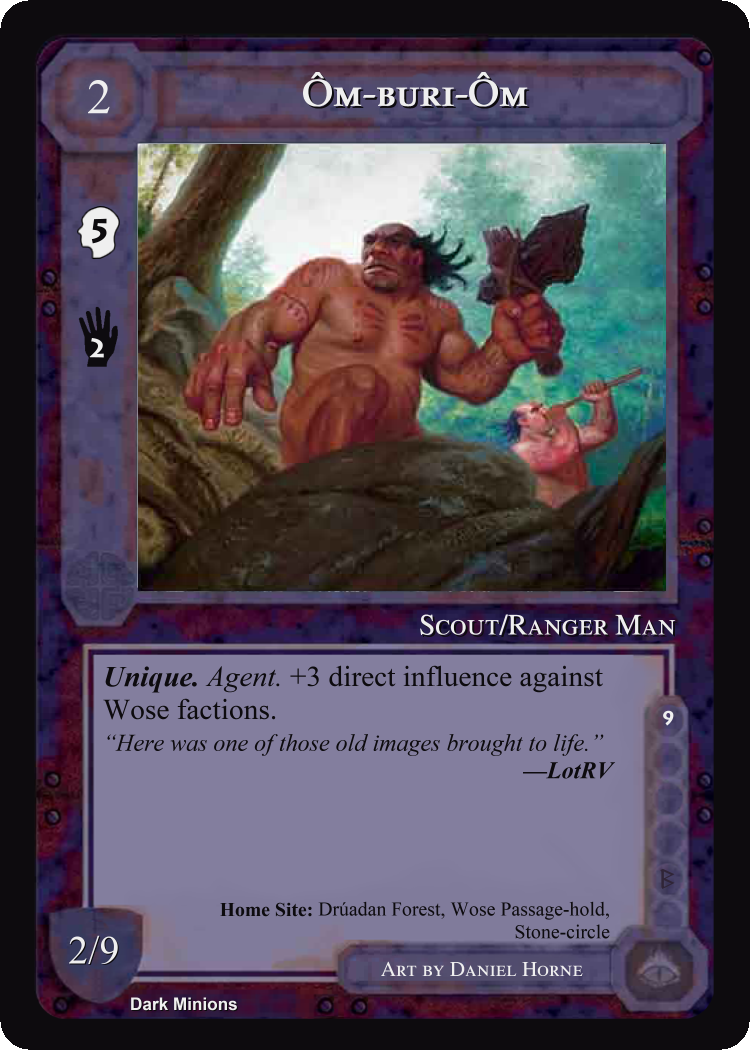 2
Ôm-buri-Ôm
5
2
Scout/Ranger Man
Unique. Agent. +3 direct influence against
Wose factions.
“Here was one of those old images brought to life.”
—LotRV
9
Home Site: Drúadan Forest, Wose Passage-hold,
Stone-circle
2/9
Art by Daniel Horne
Dark Minions